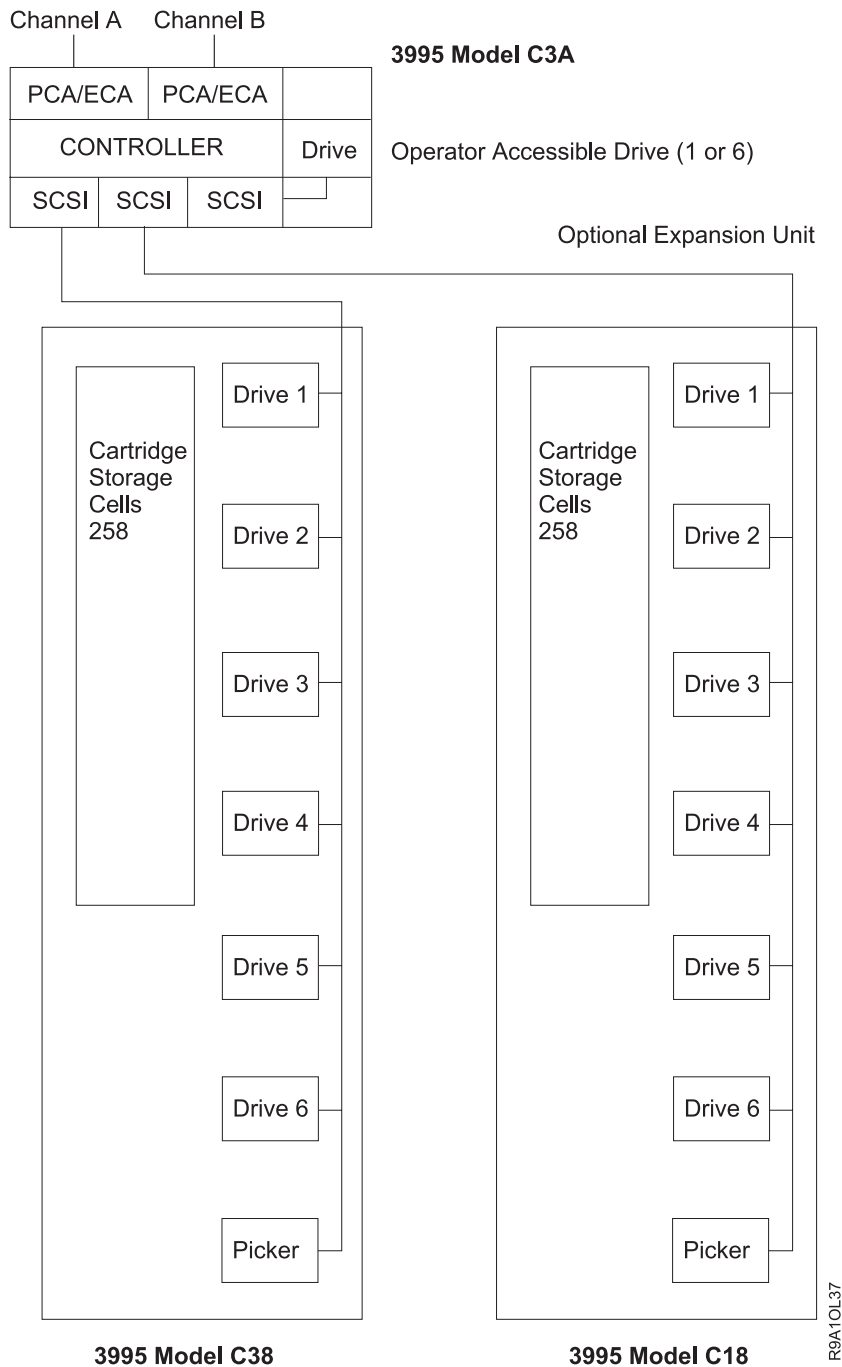 Channel A
Channel B
3995 Model C3A
PCA/ECA
PCA/ECA
CONTROLLER
Drive
Operator Accessible Drive (1 or 6)
SCSI
SCSI
SCSI
Optional Expansion Unit
Cartridge
Storage
Cells
258
Drive 1
Drive 2
Drive 3
Drive 4
Drive 5
Drive 6
Picker
3995 Model C38
Cartridge
Storage
Cells
258
Drive 1
Drive 2
Drive 3
Drive 4
Drive 5
Drive 6
Picker
3995 Model C18
R9A1OL37